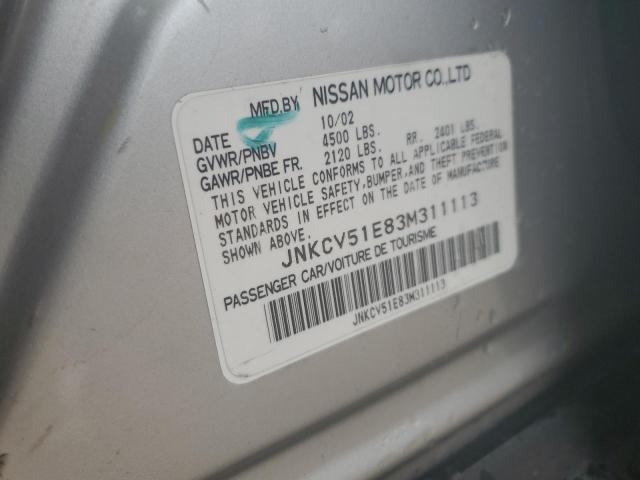 MFD.BY NISSAN MOTOR CO.,LTD
DATE 10/02
GVWR/PNBV 4500 LBS.
GAWR/PNBE FR. 2120 LBS. RR. 2401 LBS.
THIS VEHICLE CONFORMS TO ALL APPLICABLE FEDERAL
MOTOR VEHICLE SAFETY,BUMPER,AND THEFT PREVENTION
STANDARDS IN EFFECT ON THE DATE OF MANUFACTURE
SHOWN ABOVE.
JNKCV51E83M311113
PASSENGER CAR/VOITURE DE TOURISME
JNKCV51E83M311113